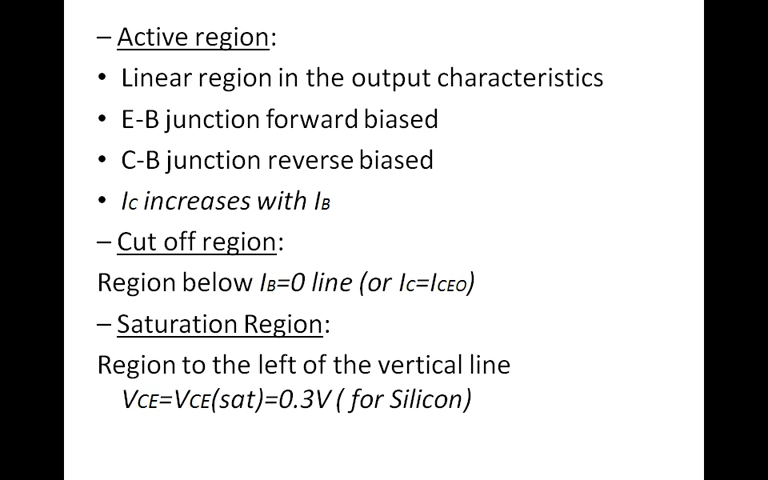 – Active region:
• Linear region in the output characteristics
• E-B junction forward biased
• C-B junction reverse biased
• IC increases with IB
– Cut off region:
Region below IB=0 line (or IC=ICEO)
– Saturation Region:
Region to the left of the vertical line
VCE=VCE(sat)=0.3V ( for Silicon)